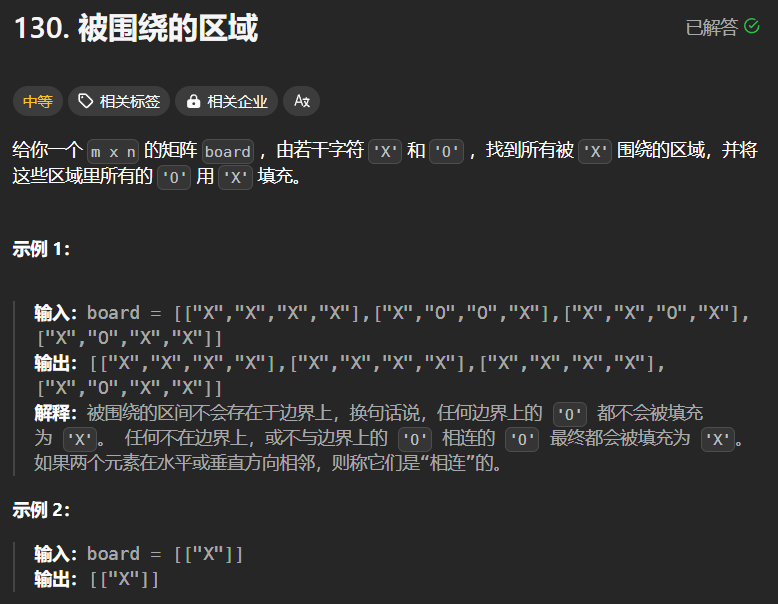 130. 被围绕的区域
已解答
中等 相关标签 相关企业 Aあ
给你一个 m x n 的矩阵 board ，由若干字符 'X' 和 'O' ，找到所有被 'X' 围绕的区域，并将
这些区域里所有的 'O' 用 'X' 填充。
示例 1：
输入：board = [["X","X","X","X"],["X","O","O","X"],["X","X","O","X"],
["X","O","X","X"]]
输出：[["X","X","X","X"],["X","X","X","X"],["X","X","X","X"],
["X","O","X","X"]]
解释：被围绕的区间不会存在于边界上，换句话说，任何边界上的 'O' 都不会被填充
为 'X'。 任何不在边界上，或不与边界上的 'O' 相连的 'O' 最终都会被填充为 'X'。
如果两个元素在水平或垂直方向相邻，则称它们是“相连”的。
示例 2：
输入：board = [["X"]]
输出：[["X"]]